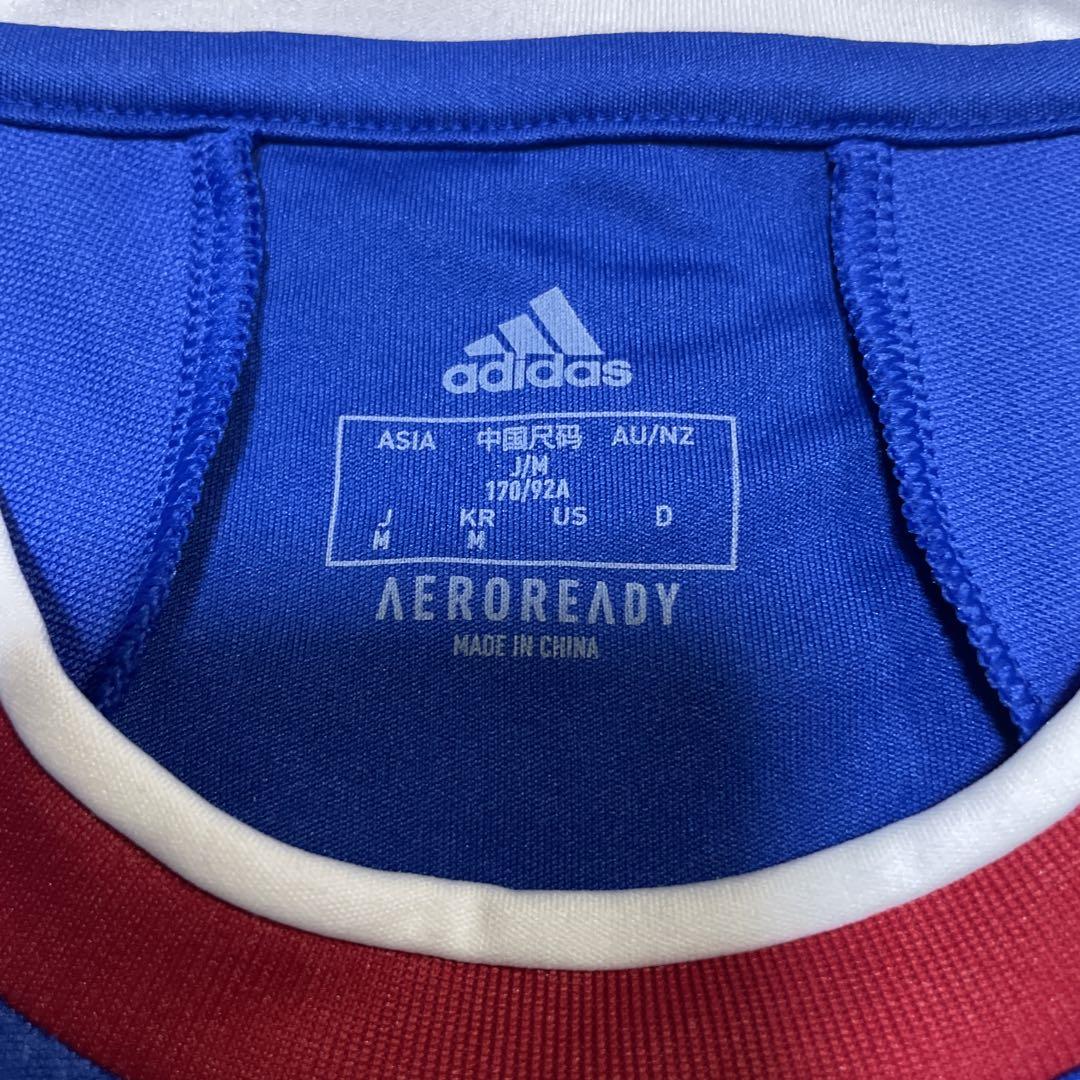 adidas
ASIA 中国尺码 AU/NZ
J/M
170/92A
J KR US D
M M
AEROREADY
MADE IN CHINA